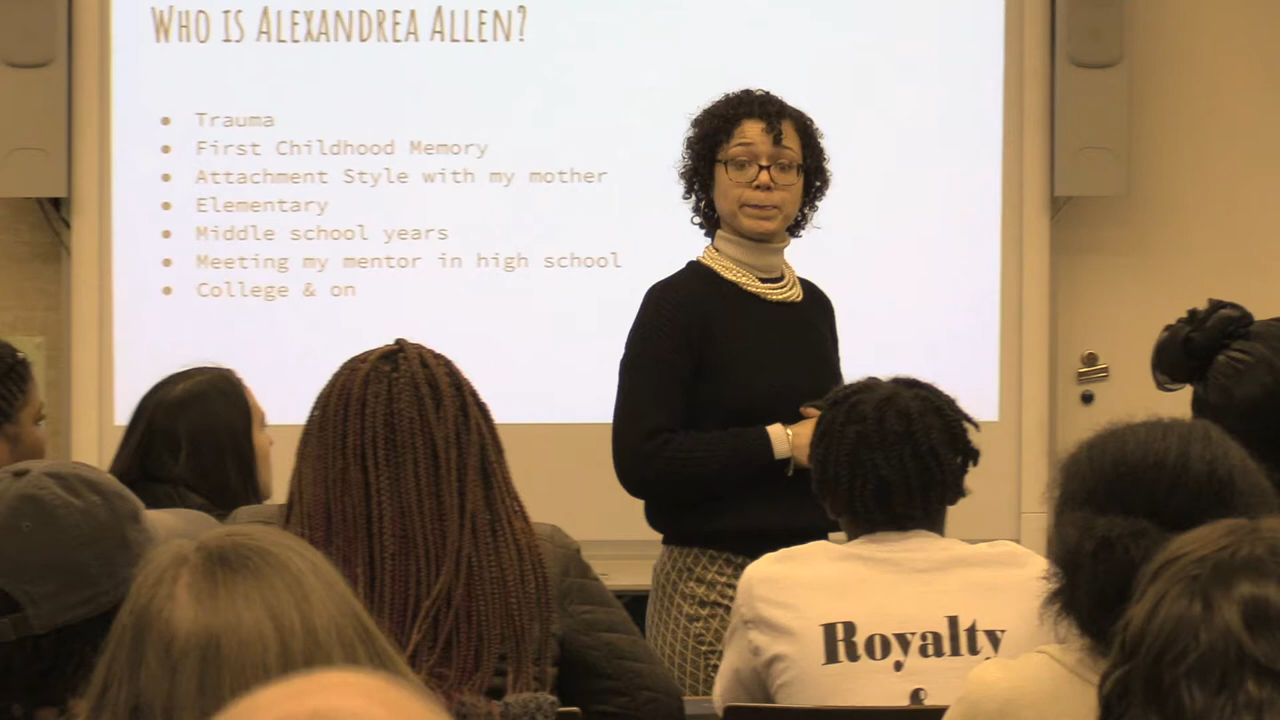 WHO IS ALEXANDREA ALLEN?
Trauma
First Childhood Memory
Attachment Style with my mother
Elementary
Middle school years
Meeting my mentor in high school
College & on
Royalty